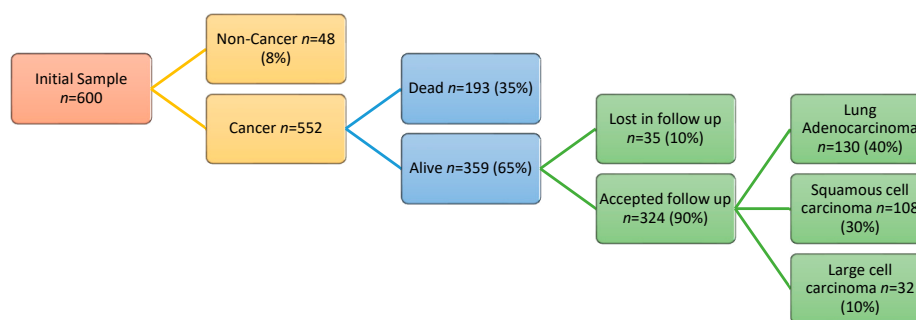 Initial Sample
n=600
Non-Cancer n=48
(8%)
Cancer n=552
Dead n=193 (35%)
Alive n=359 (65%)
Lost in follow up
n=35 (10%)
Accepted follow up
n=324 (90%)
Lung
Adenocarcinoma
n=130 (40%)
Squamous cell
carcinoma n=108
(30%)
Large cell
carcinoma n=32
(10%)